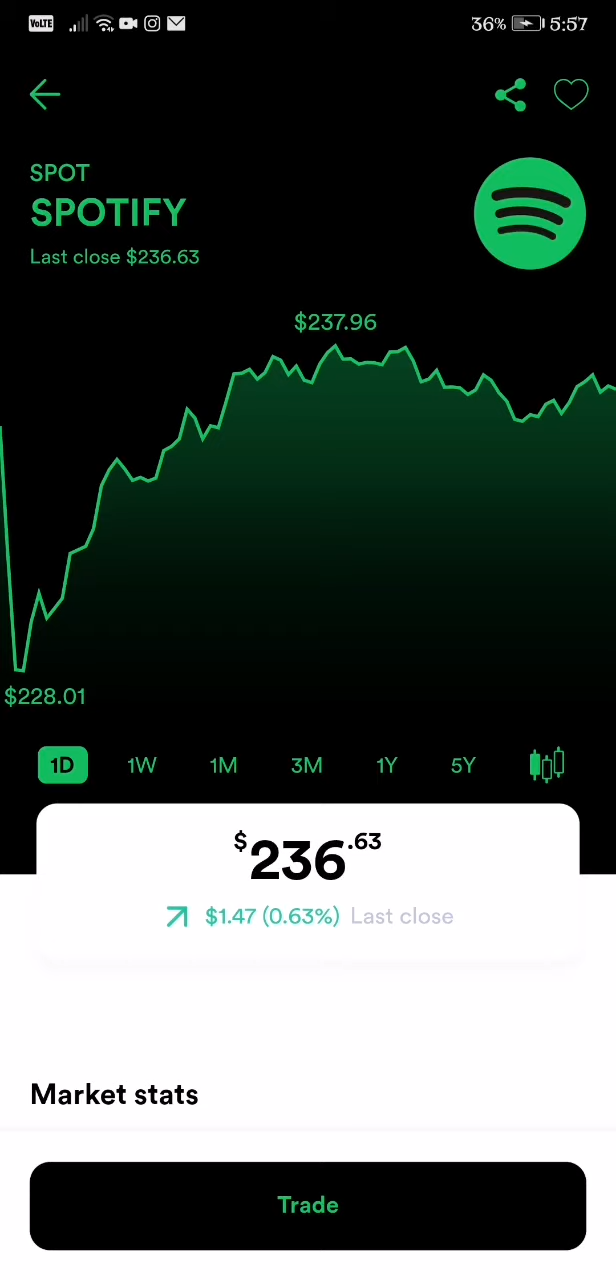 VoLTE 36% 5:57
SPOT
SPOTIFY
Last close $236.63
$237.96
$228.01
1D 1W 1M 3M 1Y 5Y
$236.63
$1.47 (0.63%) Last close
Market stats
Trade